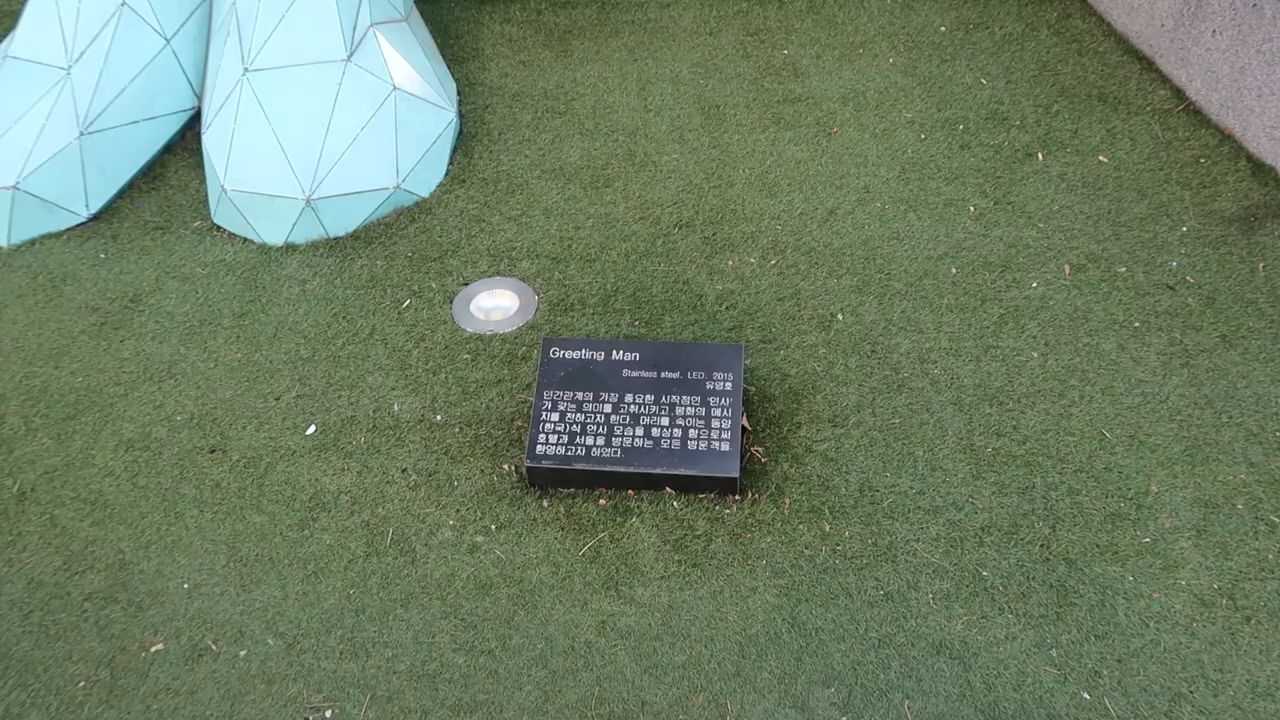 Greeting Man
Stainless steel, LED, 2015
유영호
인간관계의 가장 중요한 시작점인 '인사'
가 갖는 의미를 고취시키고 평화의 메시
지를 전하고자 한다. 머리를 숙이는 동양
(한국)식 인사 모습을 형상화 함으로써
호텔과 서울을 방문하는 모든 방문객을
환영하고자 하였다.